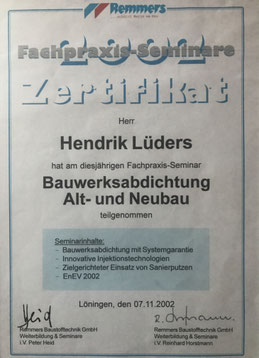 Remmers
Fachpraxis-Seminare
2002
Zertifikat
Herr
Hendrik Lüders
hat am diesjährigen Fachpraxis-Seminar
Bauwerksabdichtung
Alt- und Neubau
teilgenommen
Seminarinhalte:
- Bauwerksabdichtung mit Systemgarantie
- Innovative Injektionstechnologien
- Zielgerichteter Einsatz von Sanierputzen
- EnEV 2002
Löningen, den 07.11.2002
Remmers Baustofftechnik GmbH
Weiterbildung & Seminare
i.V. Peter Heid
Remmers Baustofftechnik GmbH
Weiterbildung & Seminare
i.V. Reinhard Horstmann